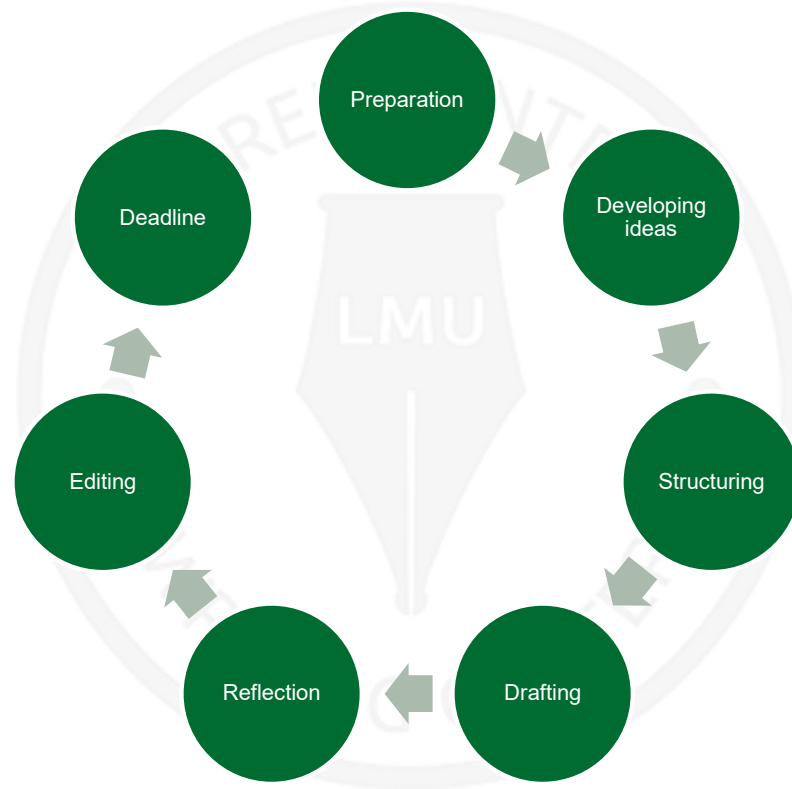 Preparation
Developing
ideas
Structuring
Drafting
Reflection
Editing
Deadline
LMU